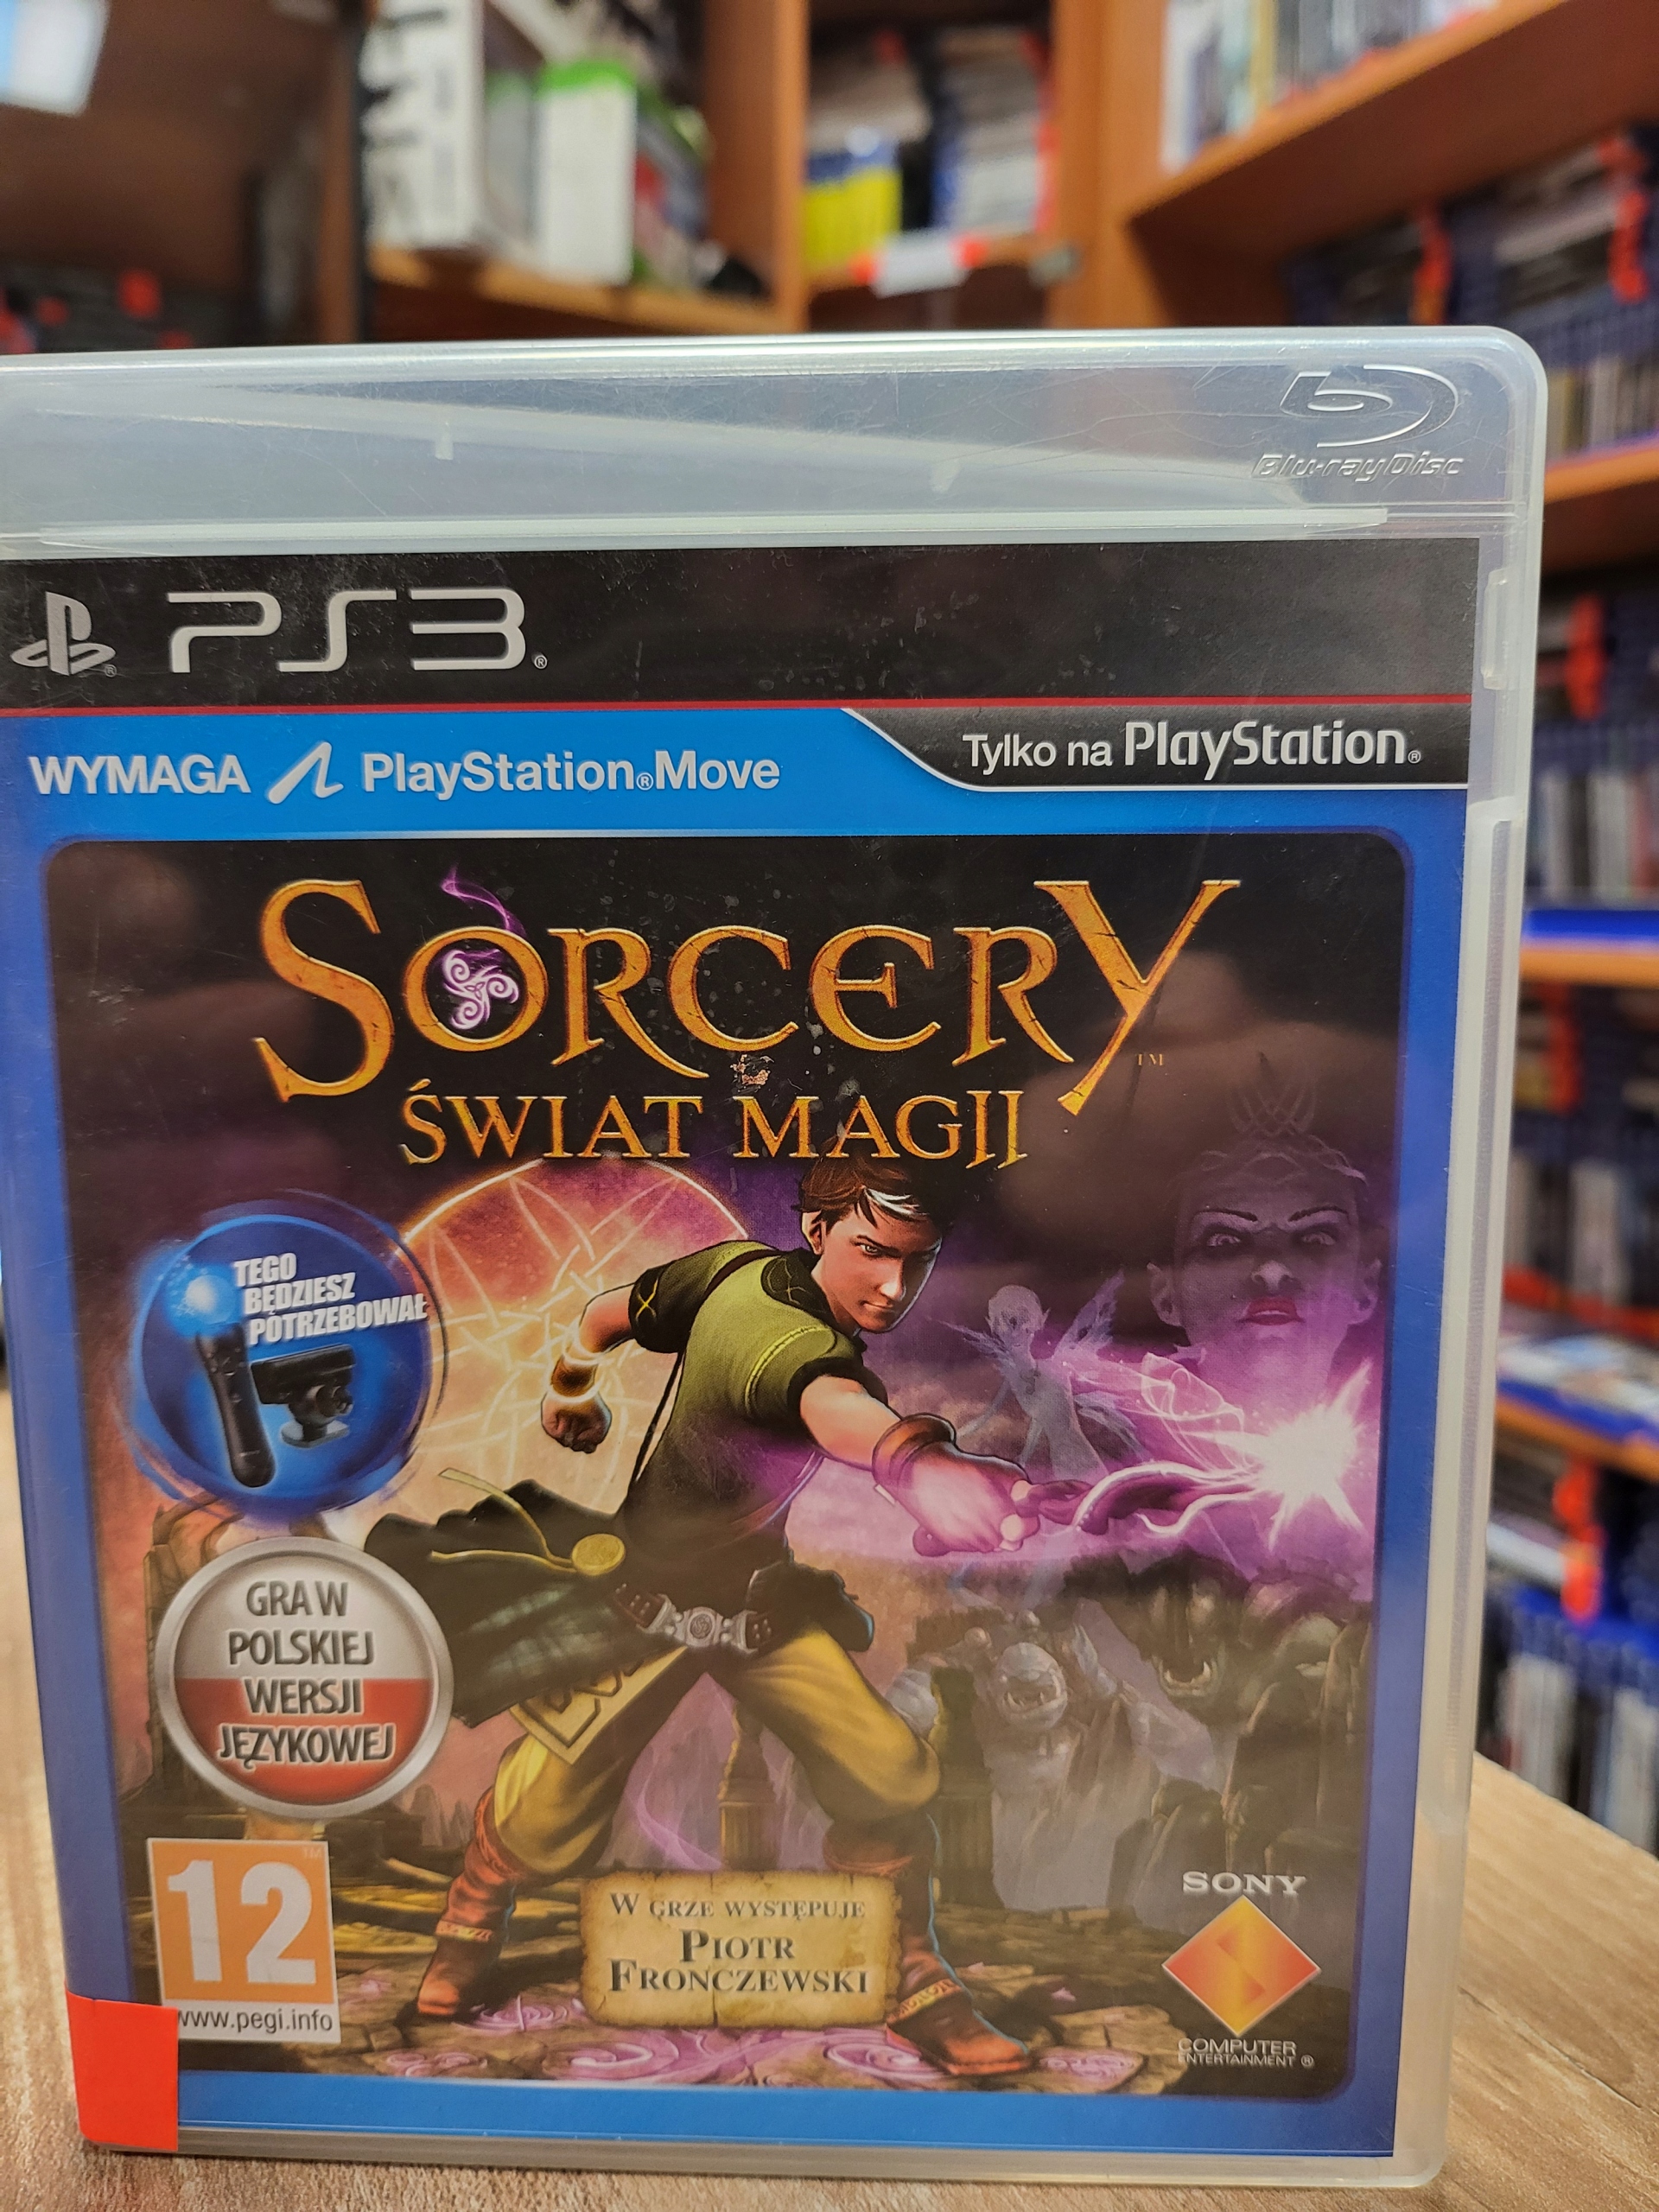 Blu-ray Disc
PS3®
WYMAGA PlayStation®Move
Tylko na PlayStation®
SORCERY™
ŚWIAT MAGII
TEGO
BĘDZIESZ
POTRZEBOWAŁ
GRA W
POLSKIEJ
WERSJI
JĘZYKOWEJ
12
www.pegi.info
W GRZE WYSTĘPUJE
PIOTR
FRONCZEWSKI
SONY
COMPUTER
ENTERTAINMENT®